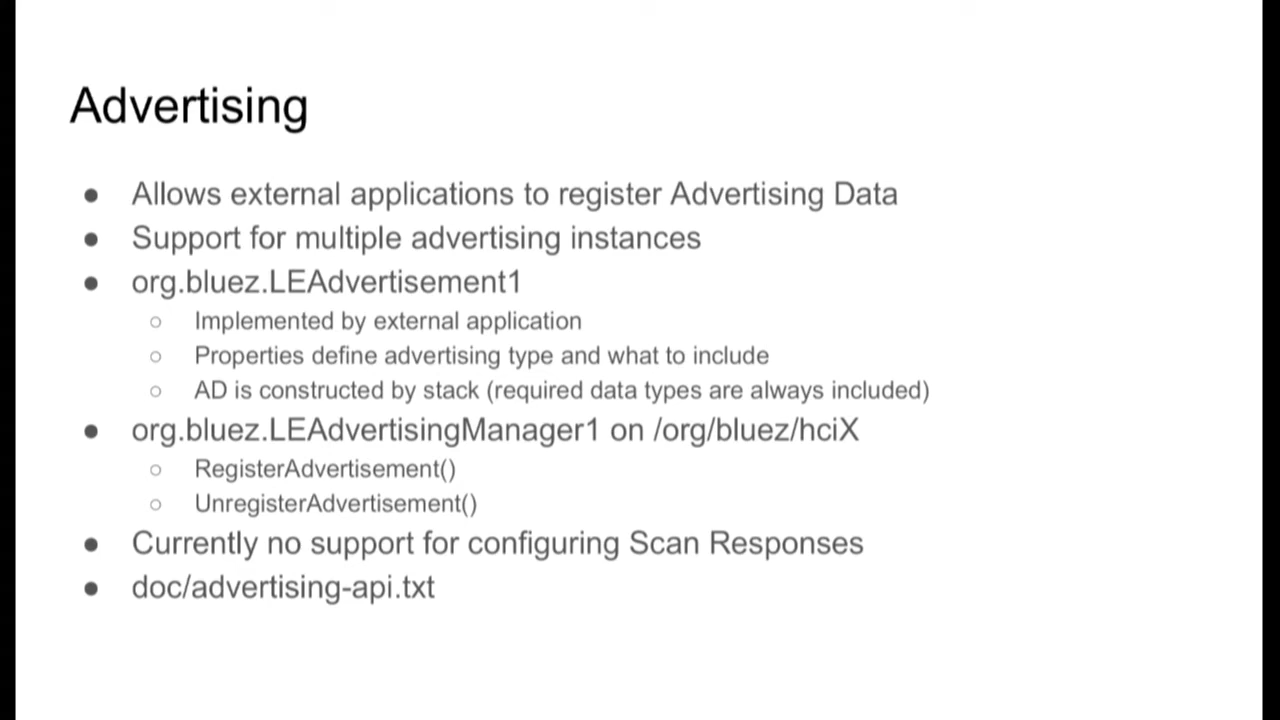 Advertising
● Allows external applications to register Advertising Data
● Support for multiple advertising instances
● org.bluez.LEAdvertisement1
○ Implemented by external application
○ Properties define advertising type and what to include
○ AD is constructed by stack (required data types are always included)
● org.bluez.LEAdvertisingManager1 on /org/bluez/hciX
○ RegisterAdvertisement()
○ UnregisterAdvertisement()
● Currently no support for configuring Scan Responses
● doc/advertising-api.txt